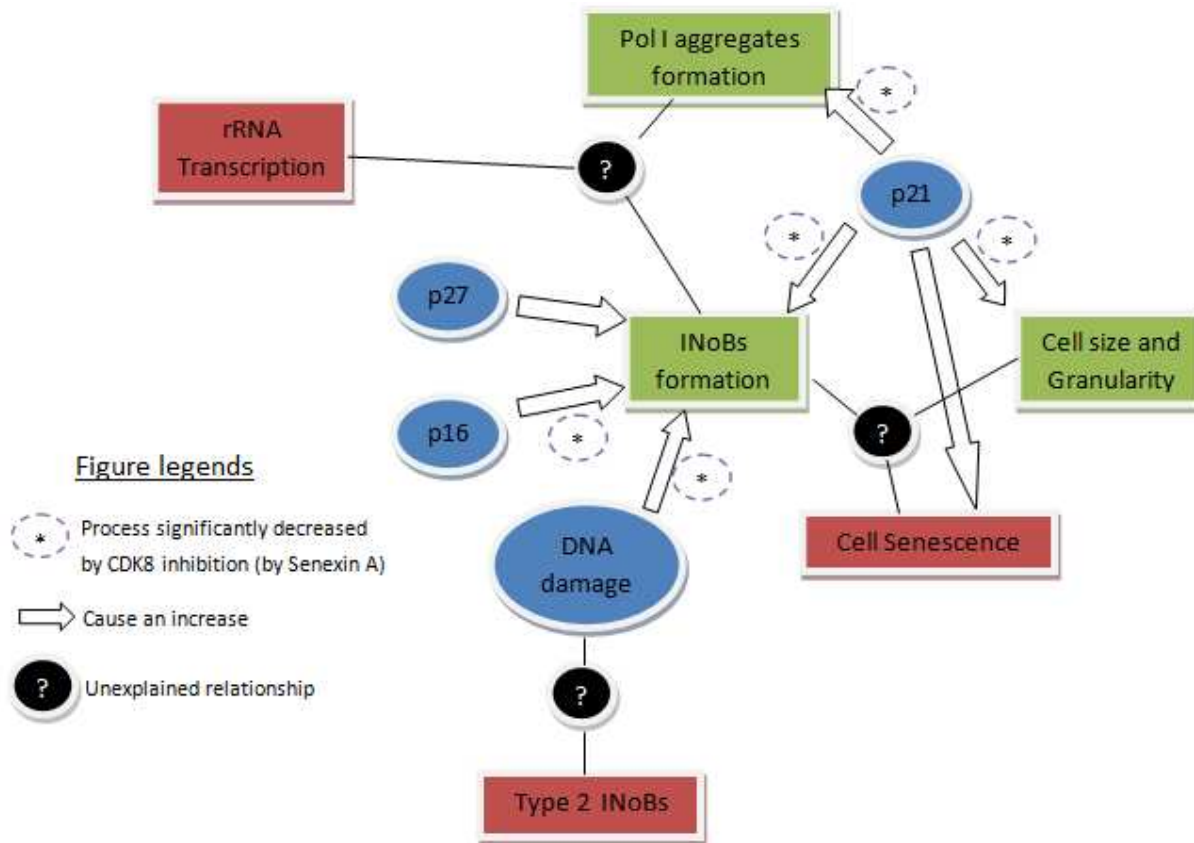 Pol I aggregates
formation
*
rRNA
Transcription
?
p21
*
*
p27
INoBs
formation
Cell size and
Granularity
p16
*
?
*
Figure legends
*
Process significantly decreased
by CDK8 inhibition (by Senexin A)
DNA
damage
Cell Senescence
Cause an increase
?
Unexplained relationship
?
Type 2 INoBs